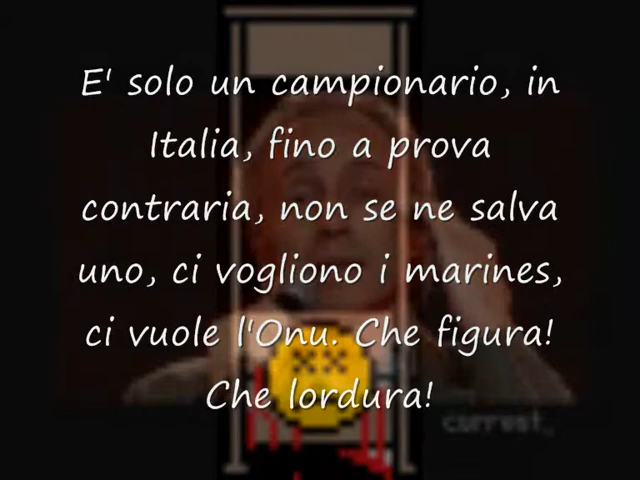 E' solo un campionario, in
Italia, fino a prova
contraria, non se ne salva
uno, ci vogliono i marines,
ci vuole l'Onu. Che figura!
Che lordura!
current_